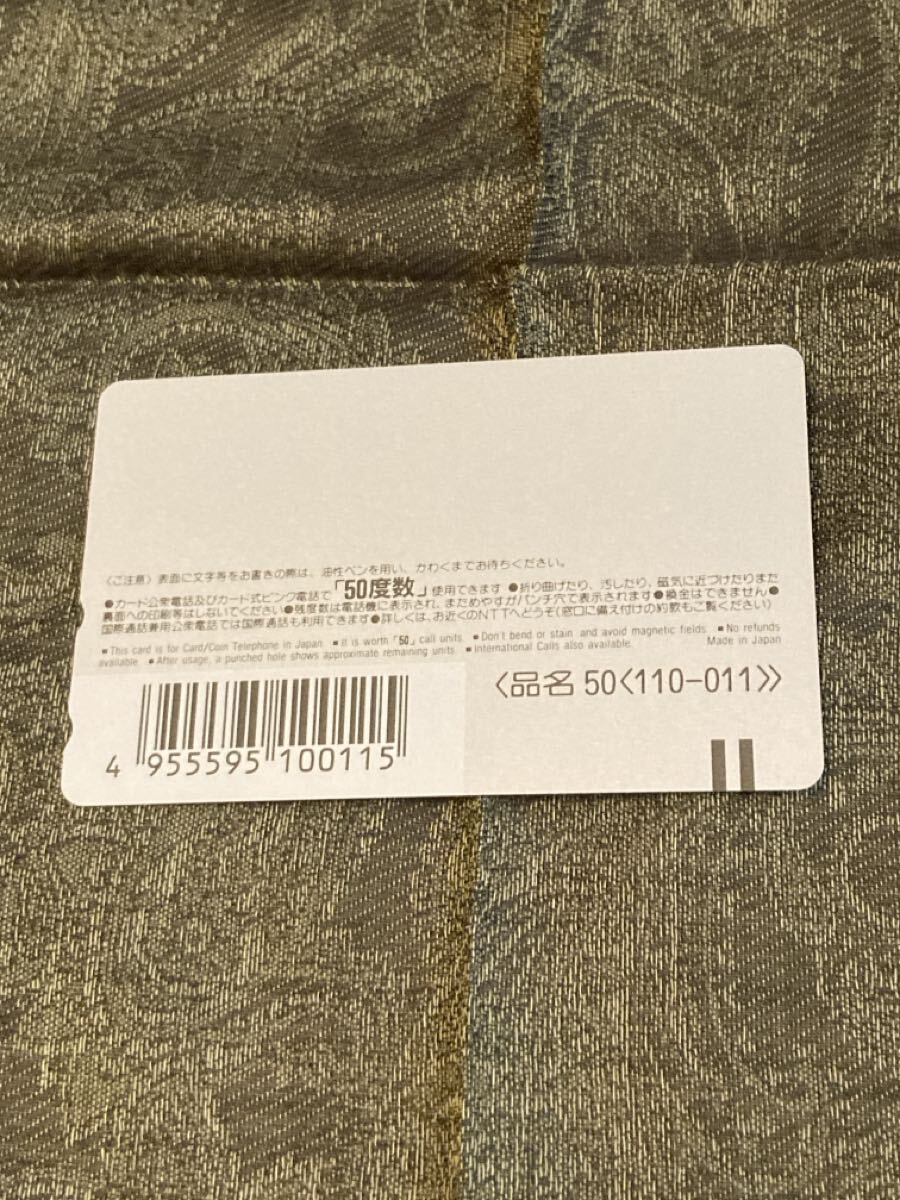 〈ご注意〉表面に文字等をお書きの際は、油性ペンを用い、かわくまでお待ちください。
●カード公衆電話及びカード式ピンク電話で「50度数」使用できます ●折り曲げたり、汚したり、磁気に近づけたりまた
裏面への印刷等はしないでください●残度数は電話機に表示され、まためやすがパンチ穴で表示されます●換金はできません●
国際通話兼用公衆電話では国際通話も利用できます●詳しくは、お近くのNTTへどうぞ(窓口に備え付けの約款もご覧ください)
■This card is for Card/Coin Telephone in Japan. ■It is worth「50」call units. ■Don't bend or stain and avoid magnetic fields. ■No refunds
available. ■After usage, a punched hole shows approximate remaining units. ■International Calls also available. Made in Japan
〈品名 50〈110-011〉〉
4 955595 100115